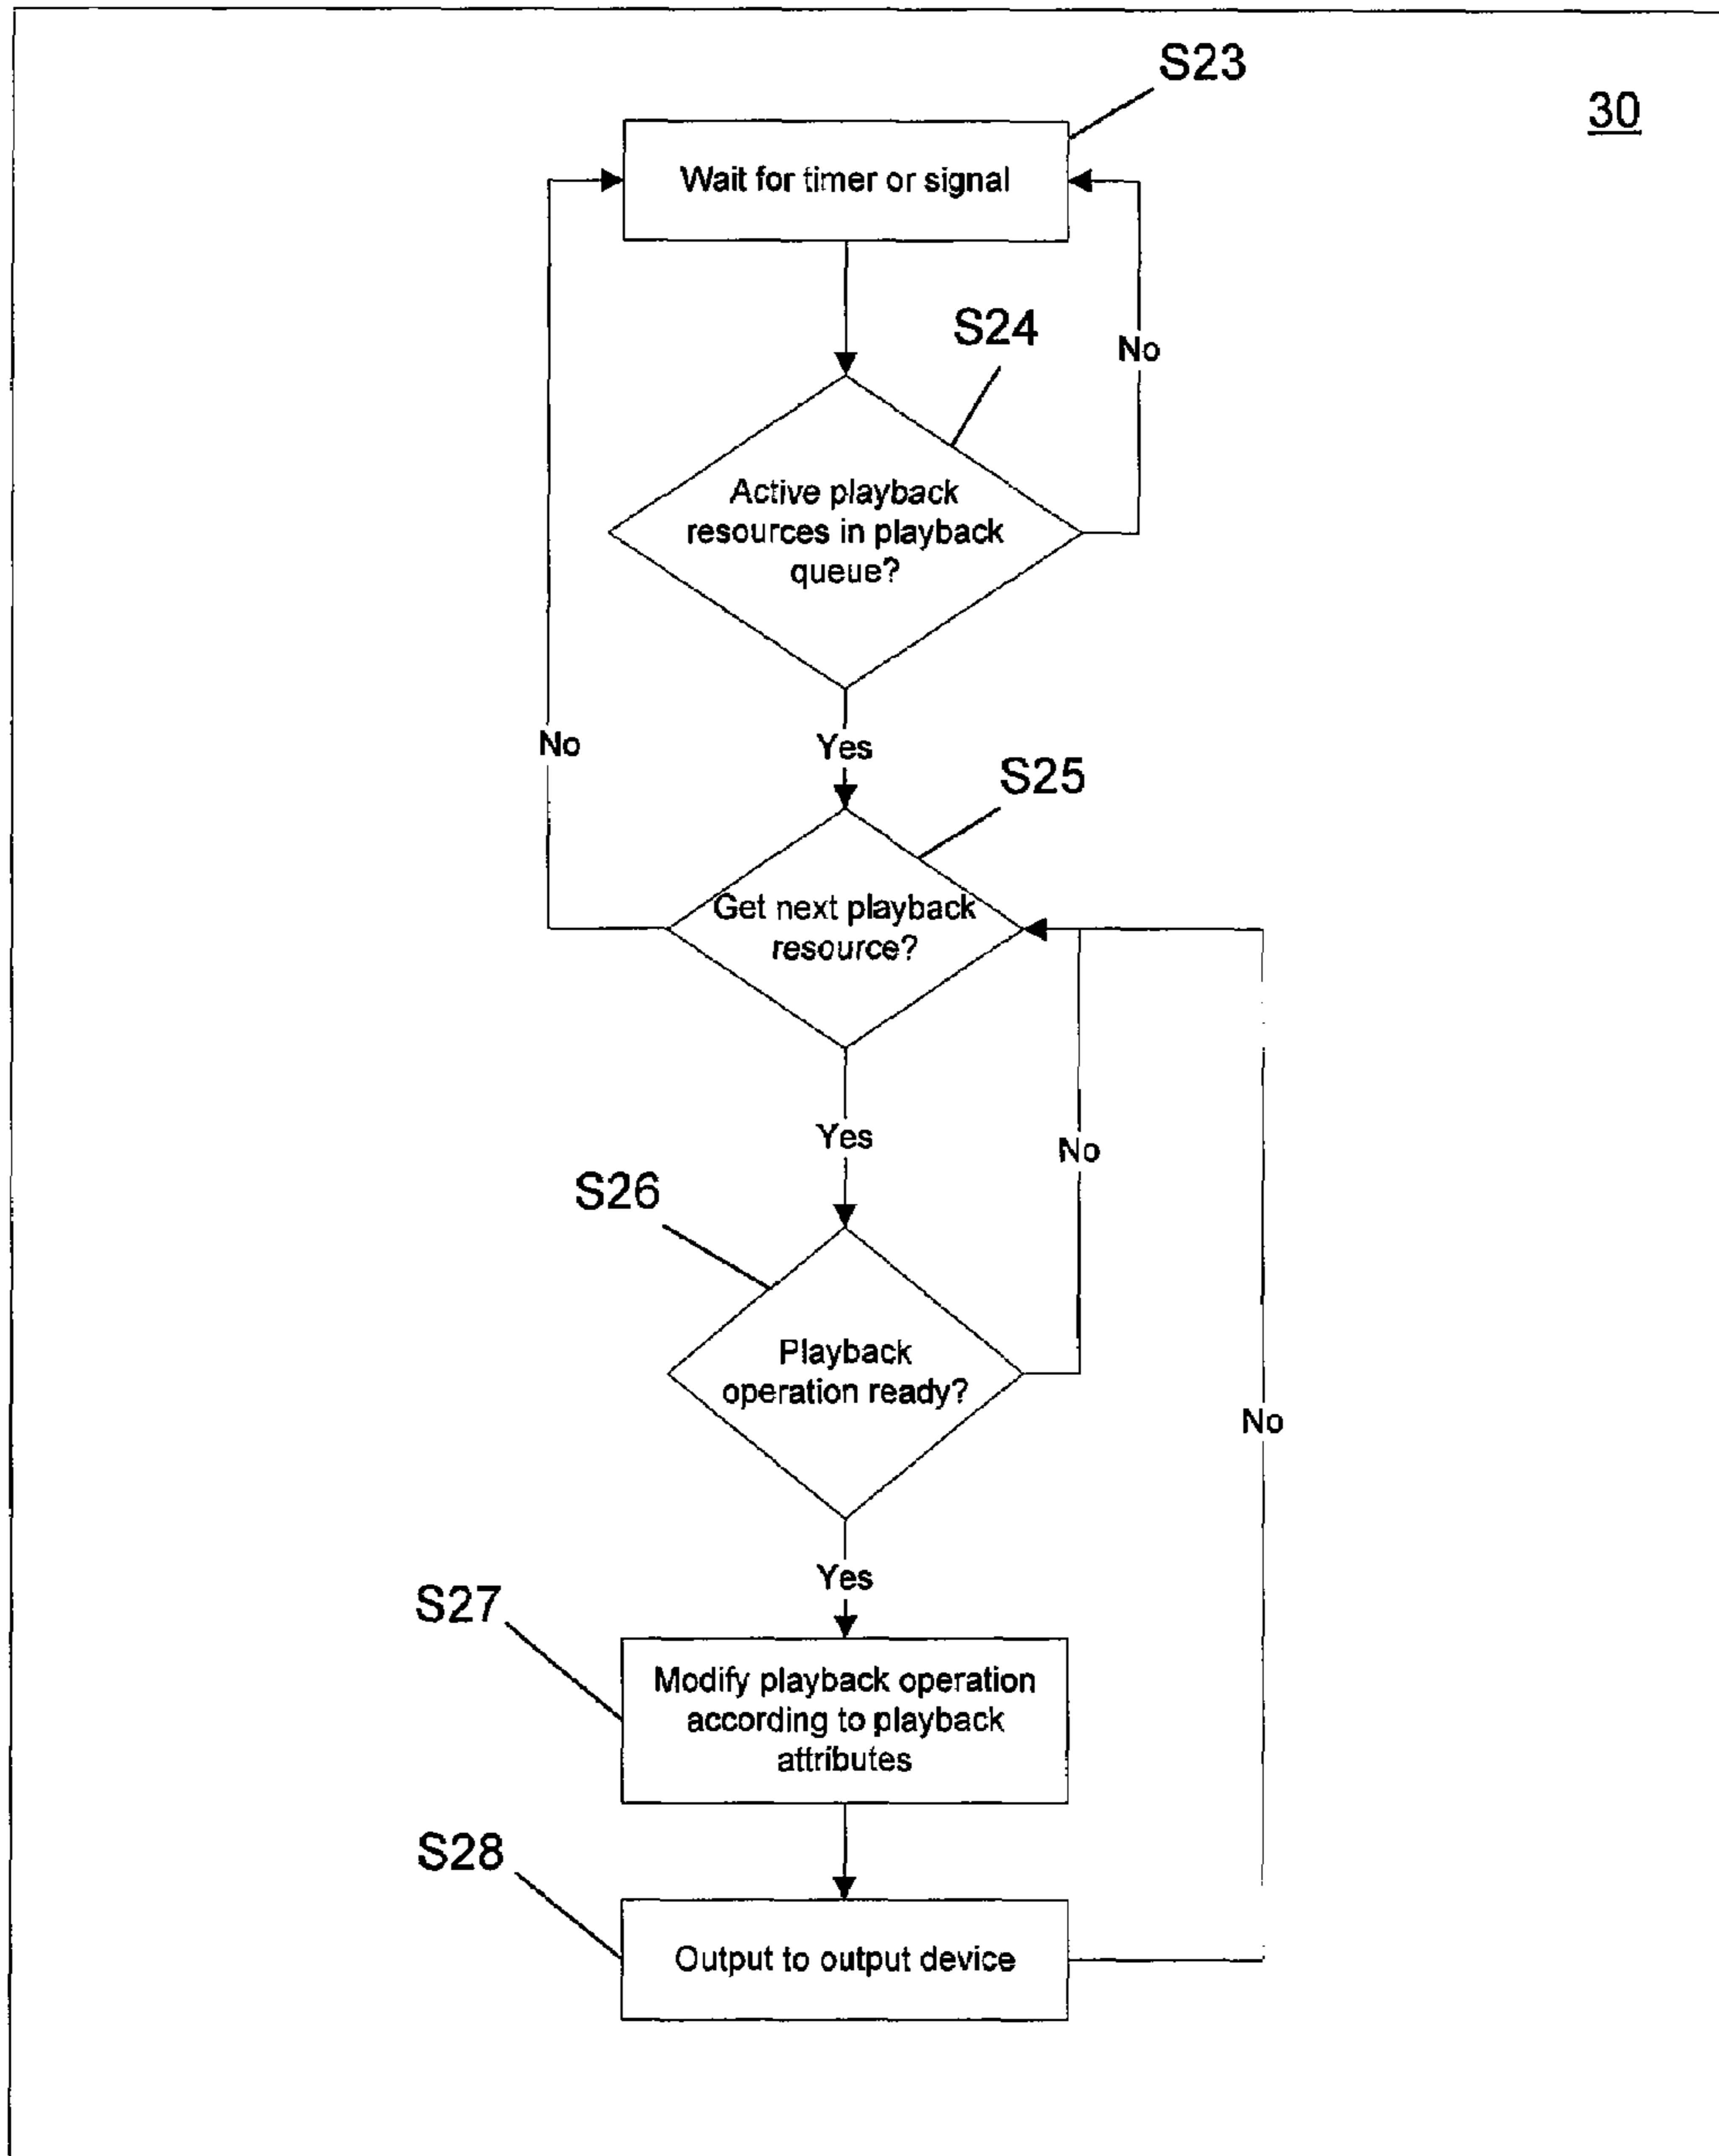 S23
30
Wait for timer or signal
S24
No
Active playback
resources in playback
queue?
No
Yes
S25
Get next playback
resource?
Yes
No
S26
Playback
operation ready?
No
Yes
S27
Modify playback operation
according to playback
attributes
S28
Output to output device